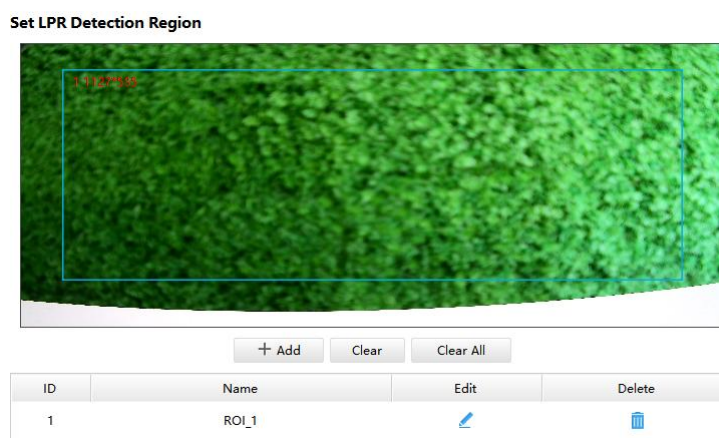 Set LPR Detection Region
+ Add Clear Clear All
ID Name Edit Delete
1 ROI_1